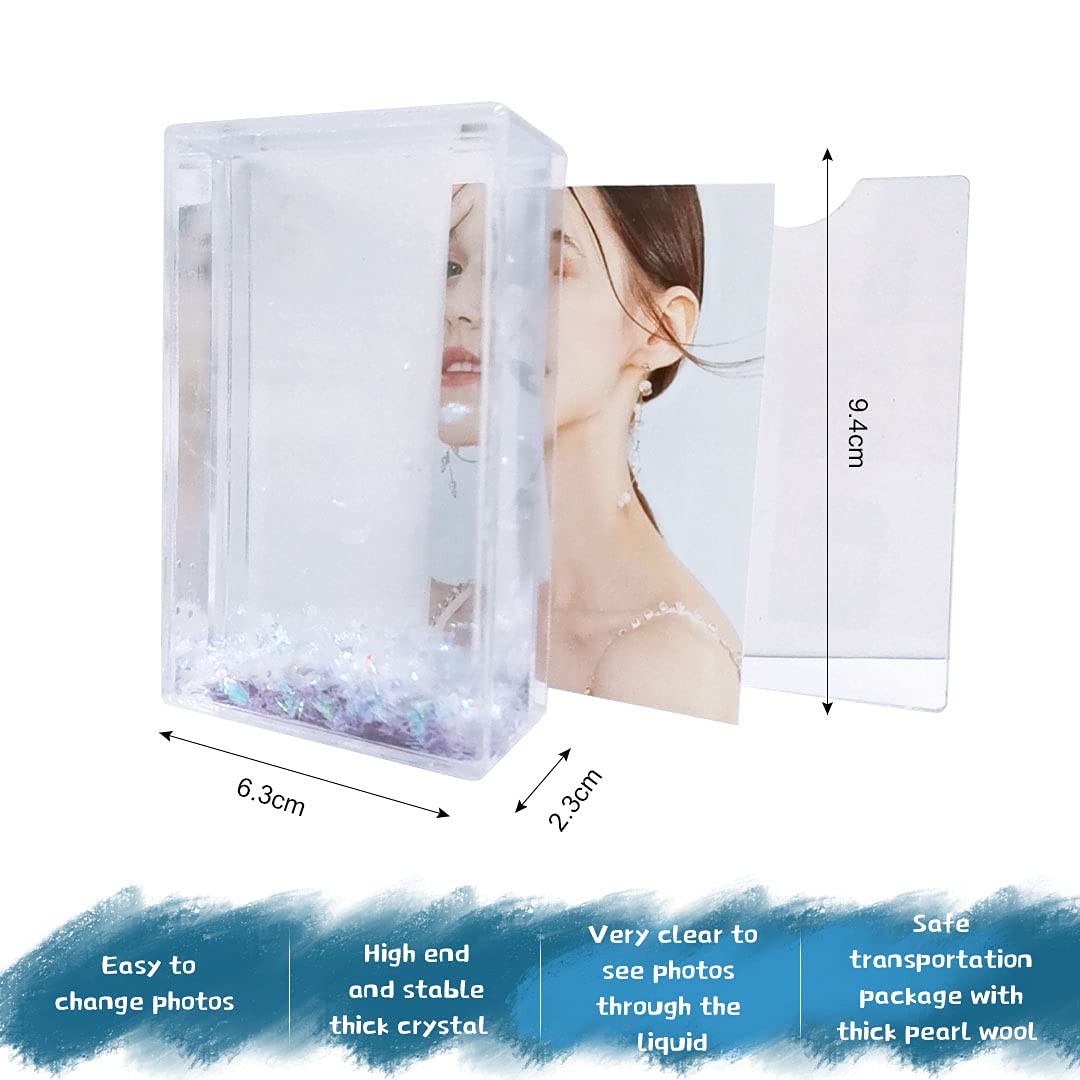 9.4cm
6.3cm
2.3cm
Easy to
change photos
High end
and stable
thick crystal
Very clear to
see photos
through the
liquid
Safe
transportation
package with
thick pearl wool